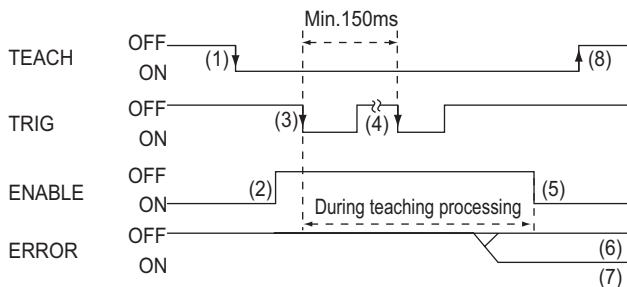 Min.150ms
OFF
TEACH (1) (8)
ON
OFF
TRIG (3) (4)
ON
OFF
ENABLE (2) (5)
ON During teaching processing
OFF
ERROR (6)
ON (7)